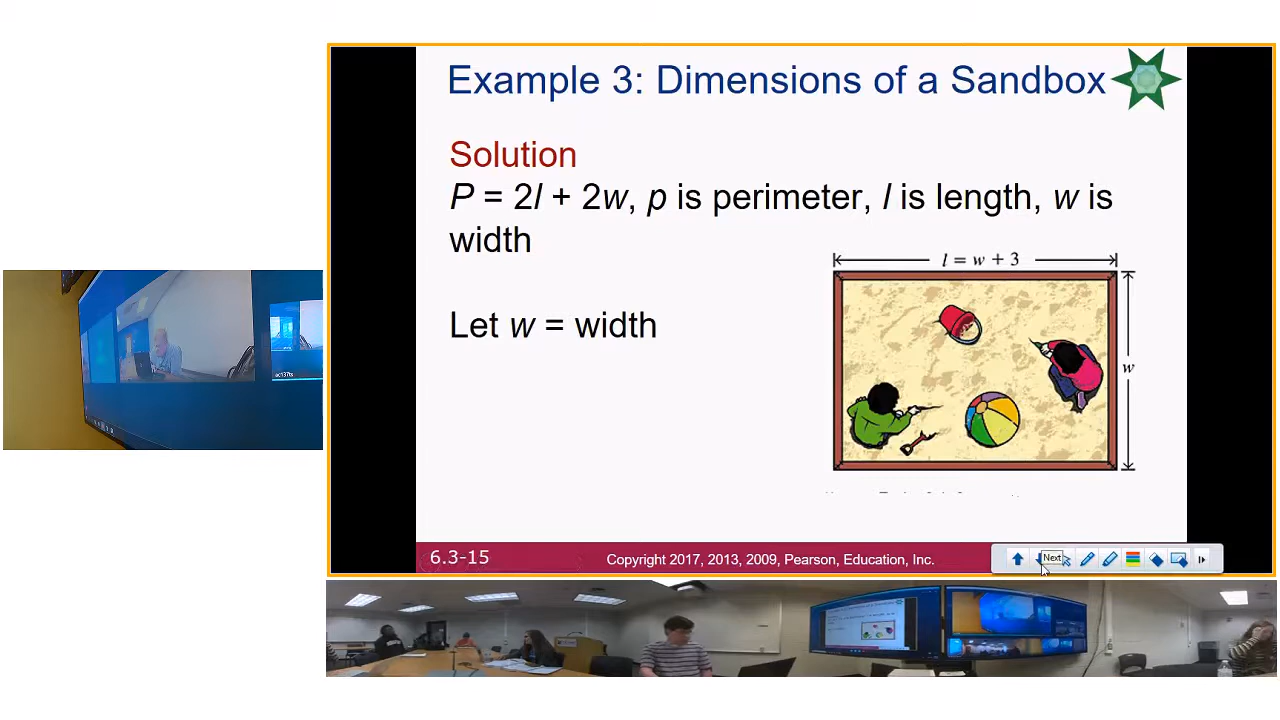 Example 3: Dimensions of a Sandbox
Solution
P = 2l + 2w, p is perimeter, l is length, w is
width
l = w + 3
Let w = width
w
6.3-15
Copyright 2017, 2013, 2009, Pearson, Education, Inc.
Next